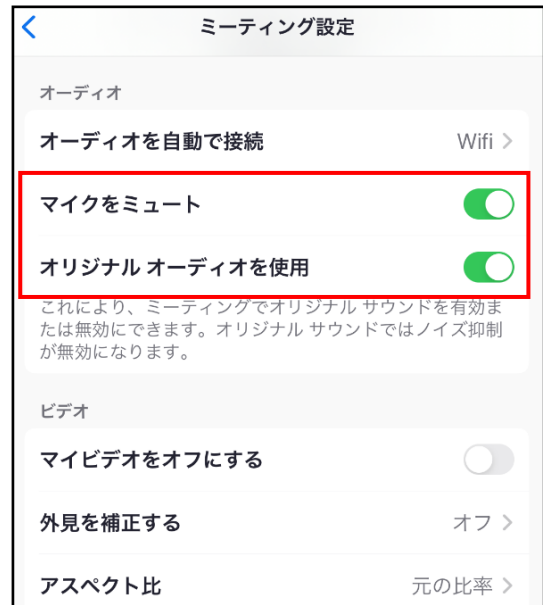 ミーティング設定
オーディオ
オーディオを自動で接続 Wifi
マイクをミュート
オリジナル オーディオを使用
これにより、ミーティングでオリジナル サウンドを有効ま
たは無効にできます。オリジナル サウンドではノイズ抑制
が無効になります。
ビデオ
マイビデオをオフにする
外見を補正する オフ
アスペクト比 元の比率